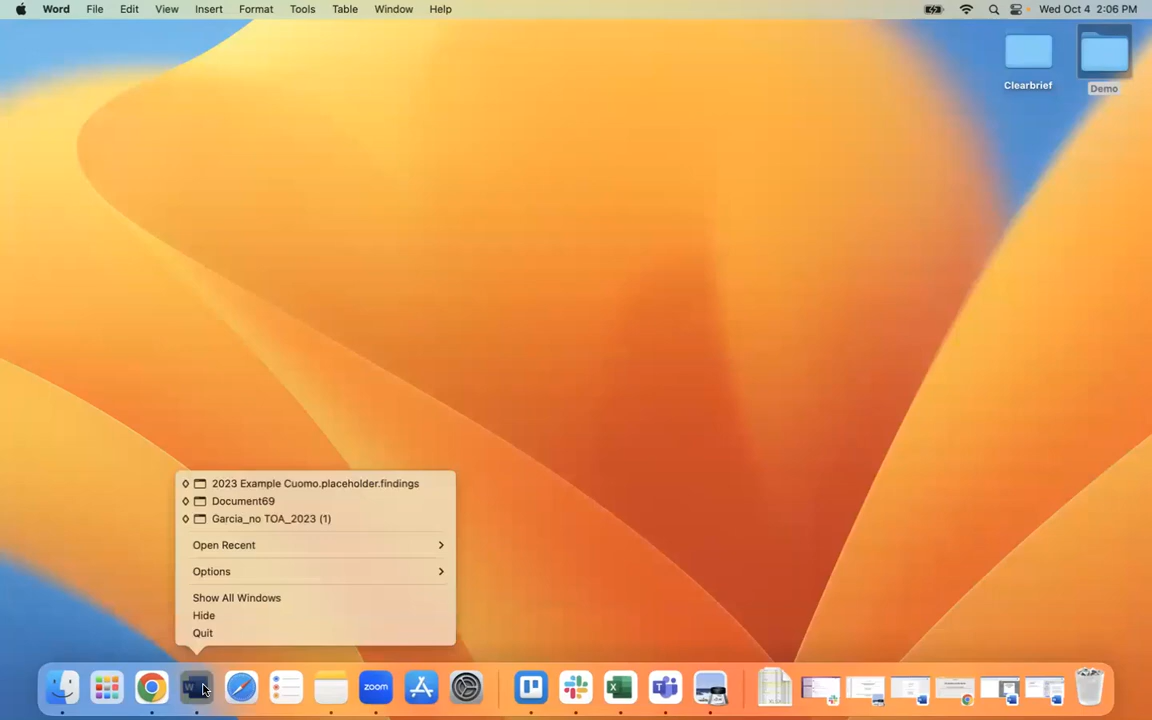 Word File Edit View Insert Format Tools Table Window Help Wed Oct 4 2:06 PM
Clearbrief
Demo
2023 Example Cuomo.placeholder.findings
Document69
Garcia_no TOA_2023 (1)
Open Recent
Options
Show All Windows
Hide
Quit
W
zoom